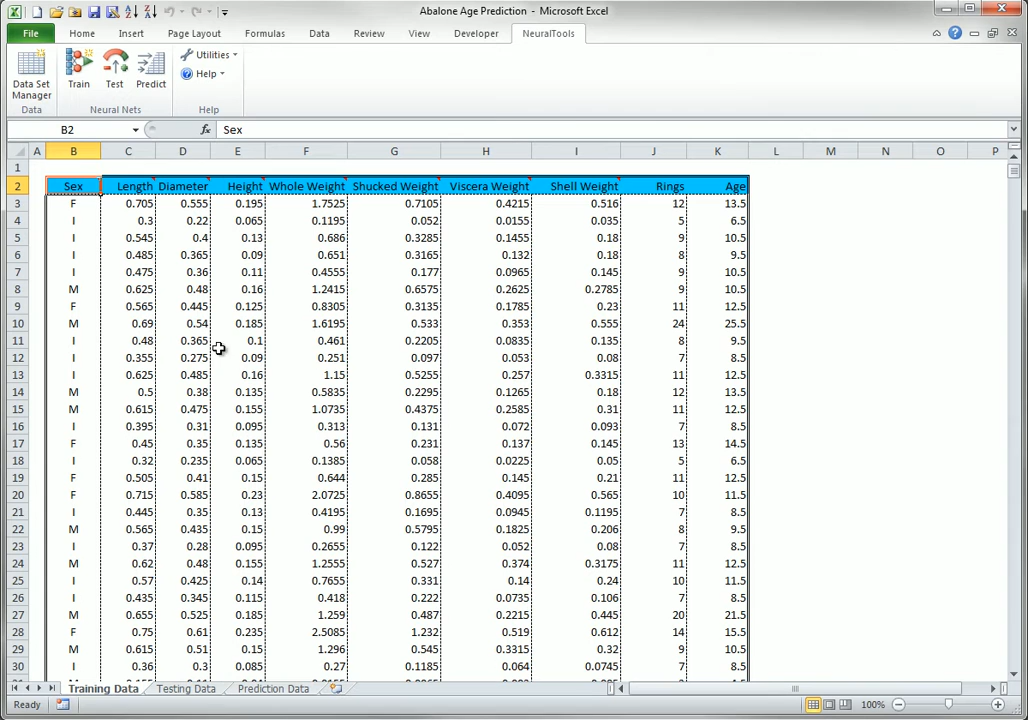 Abalone Age Prediction - Microsoft Excel
File Home Insert Page Layout Formulas Data Review View Developer NeuralTools
Data Set Manager Train Test Predict Utilities
Help
Data Neural Nets Help
B2 fx Sex
A B C D E F G H I J K L M N O P
1
2 Sex Length Diameter Height Whole Weight Shucked Weight Viscera Weight Shell Weight Rings Age
3 F 0.705 0.555 0.195 1.7525 0.7105 0.4215 0.516 12 13.5
4 I 0.3 0.22 0.065 0.1195 0.052 0.0155 0.035 5 6.5
5 I 0.545 0.4 0.13 0.686 0.3285 0.1455 0.18 9 10.5
6 I 0.485 0.365 0.09 0.651 0.3165 0.132 0.18 8 9.5
7 I 0.475 0.36 0.11 0.4555 0.177 0.0965 0.145 9 10.5
8 M 0.625 0.48 0.16 1.2415 0.6575 0.2625 0.2785 9 10.5
9 F 0.565 0.445 0.125 0.8305 0.3135 0.1785 0.23 11 12.5
10 M 0.69 0.54 0.185 1.6195 0.533 0.353 0.555 24 25.5
11 I 0.48 0.365 0.1 0.461 0.2205 0.0835 0.135 8 9.5
12 I 0.355 0.275 0.09 0.251 0.097 0.053 0.08 7 8.5
13 I 0.625 0.485 0.16 1.15 0.5255 0.257 0.3315 11 12.5
14 M 0.5 0.38 0.135 0.5835 0.2295 0.1265 0.18 12 13.5
15 M 0.615 0.475 0.155 1.0735 0.4375 0.2585 0.31 11 12.5
16 I 0.395 0.31 0.095 0.313 0.131 0.072 0.093 7 8.5
17 F 0.45 0.35 0.135 0.56 0.231 0.137 0.145 13 14.5
18 I 0.32 0.235 0.065 0.1385 0.058 0.0225 0.05 5 6.5
19 F 0.505 0.41 0.15 0.644 0.285 0.145 0.21 11 12.5
20 F 0.715 0.585 0.23 2.0725 0.8655 0.4095 0.565 10 11.5
21 I 0.445 0.35 0.13 0.4195 0.1695 0.0945 0.1195 7 8.5
22 M 0.565 0.435 0.15 0.99 0.5795 0.1825 0.206 8 9.5
23 I 0.37 0.28 0.095 0.2655 0.122 0.052 0.08 7 8.5
24 M 0.62 0.48 0.155 1.2555 0.527 0.374 0.3175 11 12.5
25 I 0.57 0.425 0.14 0.7655 0.331 0.14 0.24 10 11.5
26 I 0.435 0.345 0.115 0.418 0.222 0.0735 0.106 7 8.5
27 M 0.655 0.525 0.185 1.259 0.487 0.2215 0.445 20 21.5
28 F 0.75 0.61 0.235 2.5085 1.232 0.519 0.612 14 15.5
29 M 0.615 0.51 0.15 1.296 0.545 0.3315 0.32 9 10.5
30 I 0.36 0.3 0.085 0.27 0.1185 0.064 0.0745 7 8.5
Training Data Testing Data Prediction Data
Ready 100%